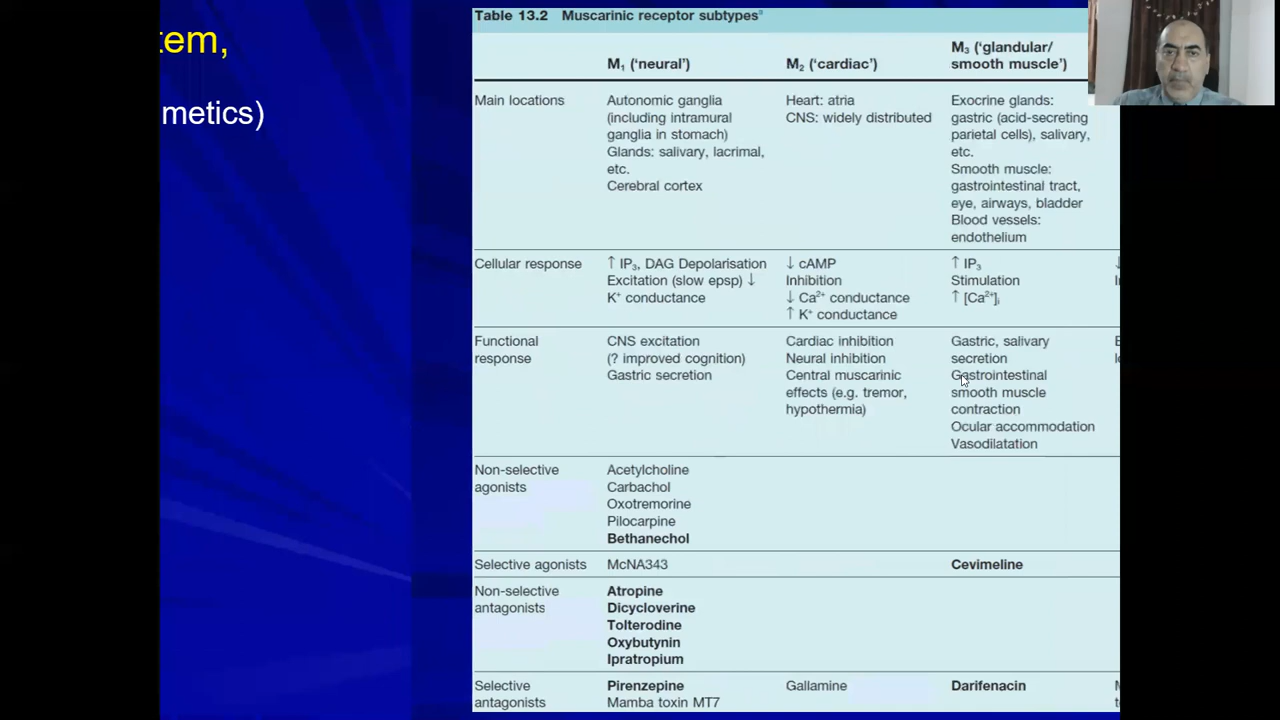 tem,
metics)
Table 13.2 Muscarinic receptor subtypesª
M₁ (‘neural’) M₂ (‘cardiac’) M₃ (‘glandular/
smooth muscle’)
Main locations Autonomic ganglia Heart: atria Exocrine glands:
(including intramural CNS: widely distributed gastric (acid-secreting
ganglia in stomach) parietal cells), salivary,
Glands: salivary, lacrimal, etc.
etc. Smooth muscle:
Cerebral cortex gastrointestinal tract,
eye, airways, bladder
Blood vessels:
endothelium
Cellular response ↑ IP₃, DAG Depolarisation ↓ cAMP ↑ IP₃
Excitation (slow epsp) ↓ Inhibition Stimulation
K⁺ conductance ↓ Ca²⁺ conductance ↑ [Ca²⁺]ᵢ
↑ K⁺ conductance
Functional CNS excitation Cardiac inhibition Gastric, salivary
response (? improved cognition) Neural inhibition secretion
Gastric secretion Central muscarinic Gastrointestinal
effects (e.g. tremor, smooth muscle
hypothermia) contraction
Ocular accommodation
Vasodilatation
Non-selective Acetylcholine
agonists Carbachol
Oxotremorine
Pilocarpine
Bethanechol
Selective agonists McNA343 Cevimeline
Non-selective Atropine
antagonists Dicycloverine
Tolterodine
Oxybutynin
Ipratropium
Selective Pirenzepine Gallamine Darifenacin
antagonists Mamba toxin MT7